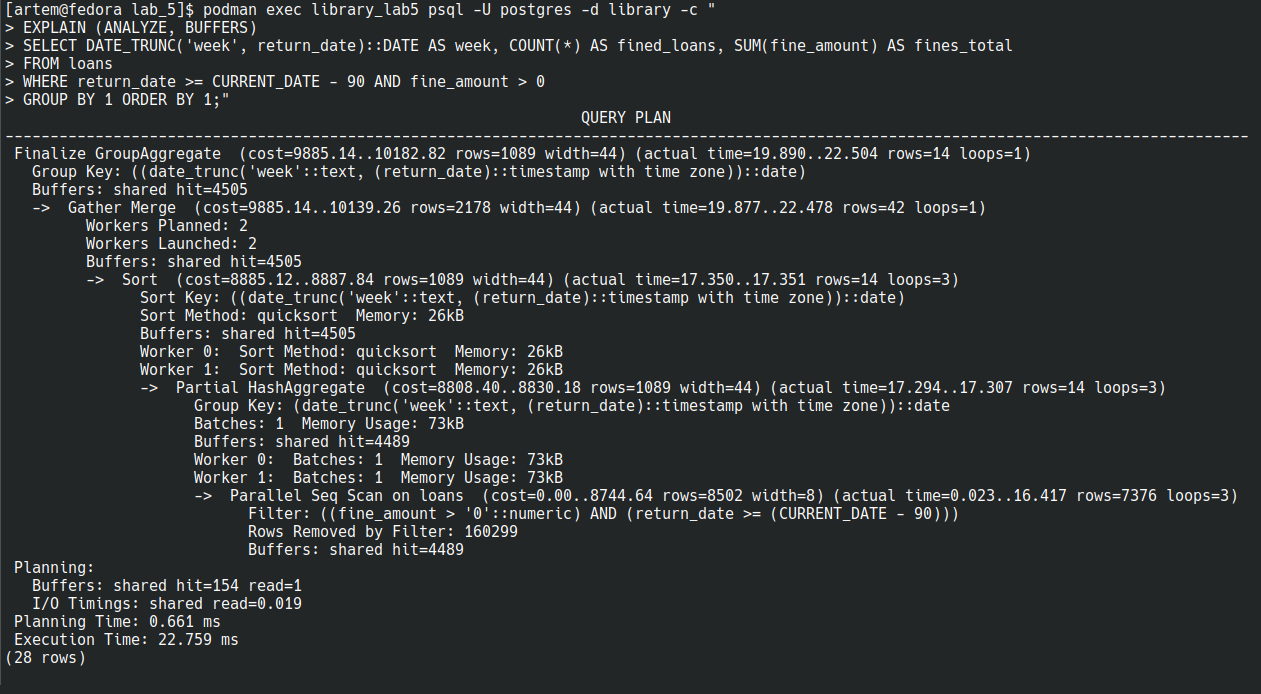 [artem@fedora lab_5]$ podman exec library_lab5 psql -U postgres -d library -c "
> EXPLAIN (ANALYZE, BUFFERS)
> SELECT DATE_TRUNC('week', return_date)::DATE AS week, COUNT(*) AS fined_loans, SUM(fine_amount) AS fines_total
> FROM loans
> WHERE return_date >= CURRENT_DATE - 90 AND fine_amount > 0
> GROUP BY 1 ORDER BY 1;"
QUERY PLAN
------------------------------------------------------------------------------------------------------------------------------------------
Finalize GroupAggregate  (cost=9885.14..10182.82 rows=1089 width=44) (actual time=19.890..22.504 rows=14 loops=1)
Group Key: ((date_trunc('week'::text, (return_date)::timestamp with time zone))::date)
Buffers: shared hit=4505
->  Gather Merge  (cost=9885.14..10139.26 rows=2178 width=44) (actual time=19.877..22.478 rows=42 loops=1)
Workers Planned: 2
Workers Launched: 2
Buffers: shared hit=4505
->  Sort  (cost=8885.12..8887.84 rows=1089 width=44) (actual time=17.350..17.351 rows=14 loops=3)
Sort Key: ((date_trunc('week'::text, (return_date)::timestamp with time zone))::date)
Sort Method: quicksort  Memory: 26kB
Buffers: shared hit=4505
Worker 0:  Sort Method: quicksort  Memory: 26kB
Worker 1:  Sort Method: quicksort  Memory: 26kB
->  Partial HashAggregate  (cost=8808.40..8830.18 rows=1089 width=44) (actual time=17.294..17.307 rows=14 loops=3)
Group Key: (date_trunc('week'::text, (return_date)::timestamp with time zone))::date
Batches: 1  Memory Usage: 73kB
Buffers: shared hit=4489
Worker 0:  Batches: 1  Memory Usage: 73kB
Worker 1:  Batches: 1  Memory Usage: 73kB
->  Parallel Seq Scan on loans  (cost=0.00..8744.64 rows=8502 width=8) (actual time=0.023..16.417 rows=7376 loops=3)
Filter: ((fine_amount > '0'::numeric) AND (return_date >= (CURRENT_DATE - 90)))
Rows Removed by Filter: 160299
Buffers: shared hit=4489
Planning:
Buffers: shared hit=154 read=1
I/O Timings: shared read=0.019
Planning Time: 0.661 ms
Execution Time: 22.759 ms
(28 rows)